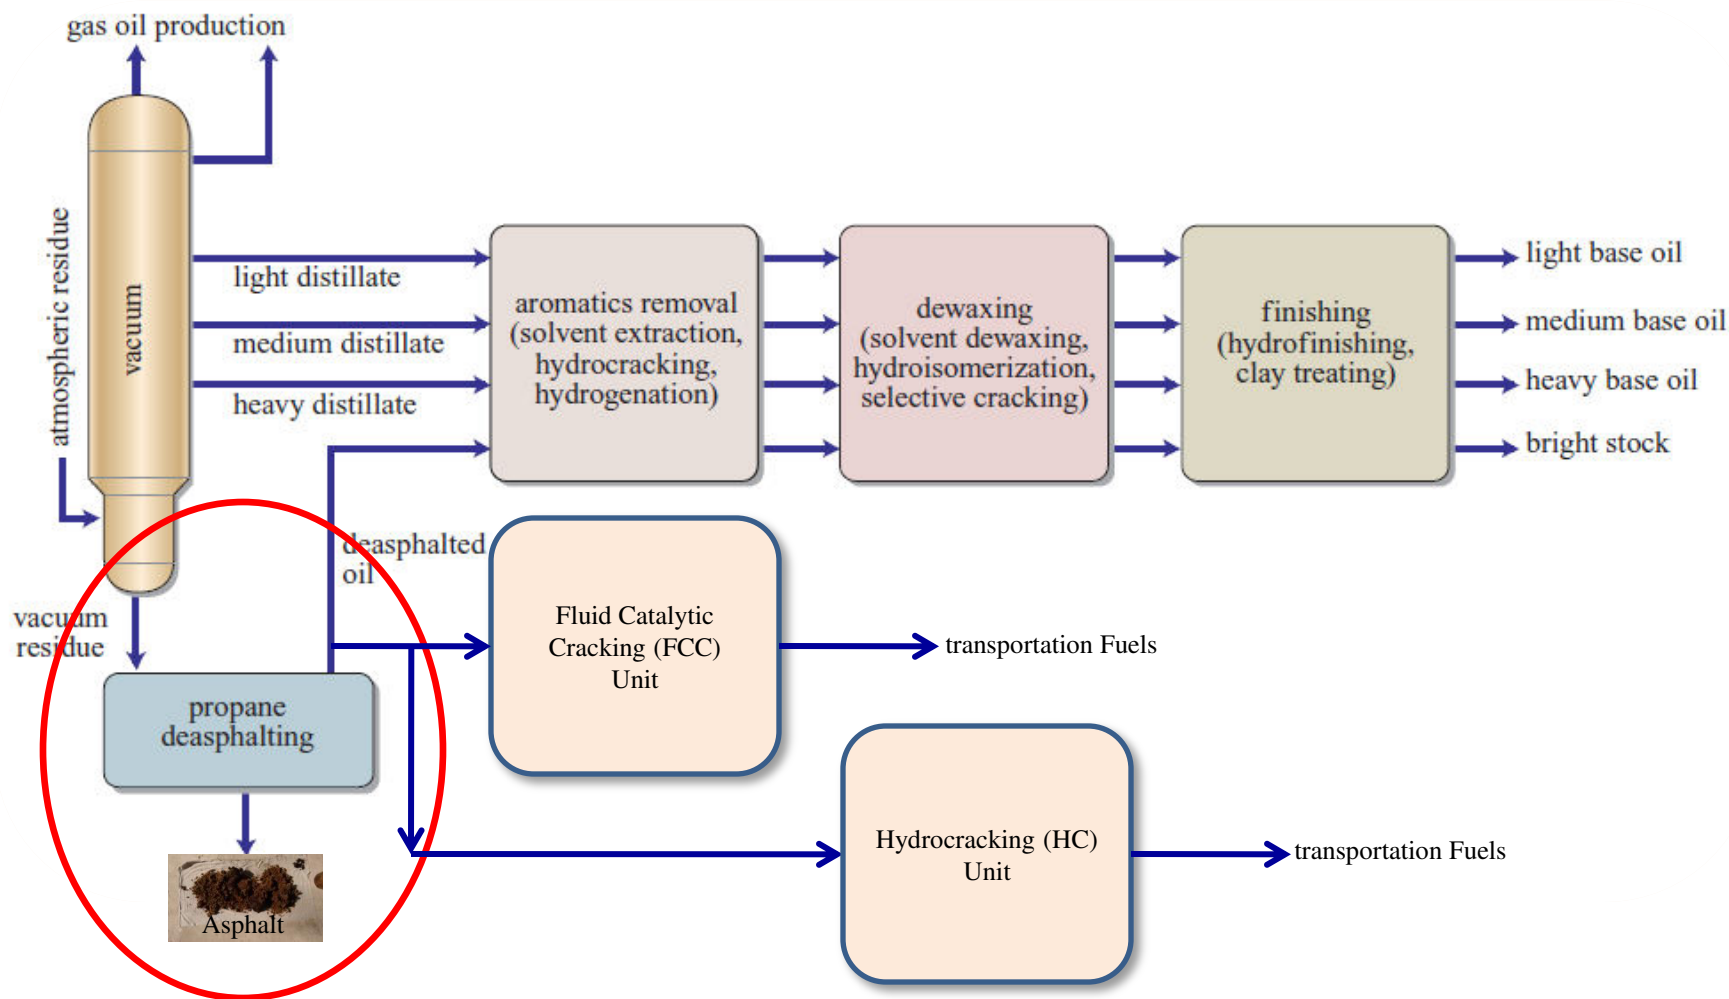 gas oil production
atmospheric residue
vacuum
light distillate
medium distillate
heavy distillate
aromatics removal
(solvent extraction,
hydrocracking,
hydrogenation)
dewaxing
(solvent dewaxing,
hydroisomerization,
selective cracking)
finishing
(hydrofinishing,
clay treating)
light base oil
medium base oil
heavy base oil
bright stock
deasphalted
oil
vacuum
residue
propane
deasphalting
Asphalt
Fluid Catalytic
Cracking (FCC)
Unit
transportation Fuels
Hydrocracking (HC)
Unit
transportation Fuels